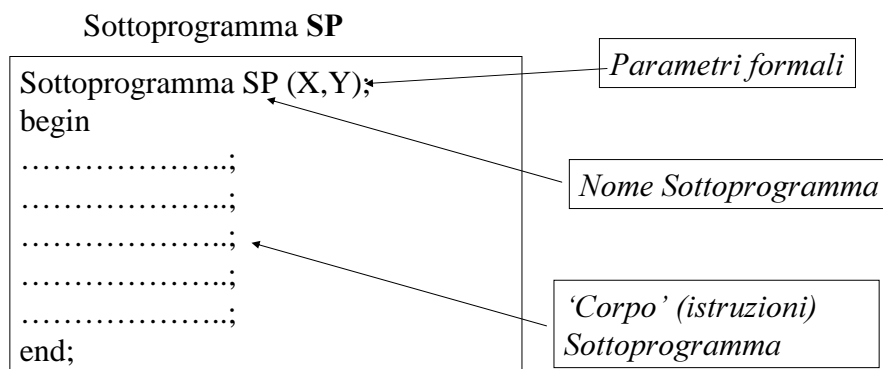 Sottoprogramma SP
Sottoprogramma SP (X,Y);
Parametri formali
begin
…………………..;
…………………..;
Nome Sottoprogramma
…………………..;
…………………..;
‘Corpo’ (istruzioni)
Sottoprogramma
…………………..;
end;